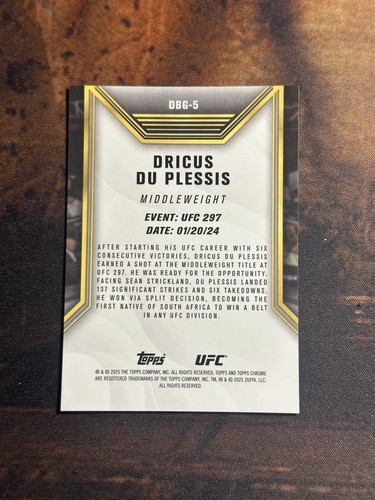 DBG-5
DRICUS
DU PLESSIS
MIDDLEWEIGHT
EVENT: UFC 297
DATE: 01/20/24
AFTER STARTING HIS UFC CAREER WITH SIX
CONSECUTIVE VICTORIES, DRICUS DU PLESSIS
EARNED A SHOT AT THE MIDDLEWEIGHT TITLE AT
UFC 297. HE WAS READY FOR THE OPPORTUNITY.
FACING SEAN STRICKLAND, DU PLESSIS LANDED
137 SIGNIFICANT STRIKES AND SIX TAKEDOWNS.
HE WON VIA SPLIT DECISION, BECOMING THE
FIRST NATIVE OF SOUTH AFRICA TO WIN A BELT
IN ANY UFC DIVISION.
Topps UFC
® & © 2025 THE TOPPS COMPANY, INC. ALL RIGHTS RESERVED. TOPPS AND TOPPS CHROME
ARE REGISTERED TRADEMARKS OF THE TOPPS COMPANY, INC. TM, ® & © 2025 ZUFFA, LLC.
ALL RIGHTS RESERVED.